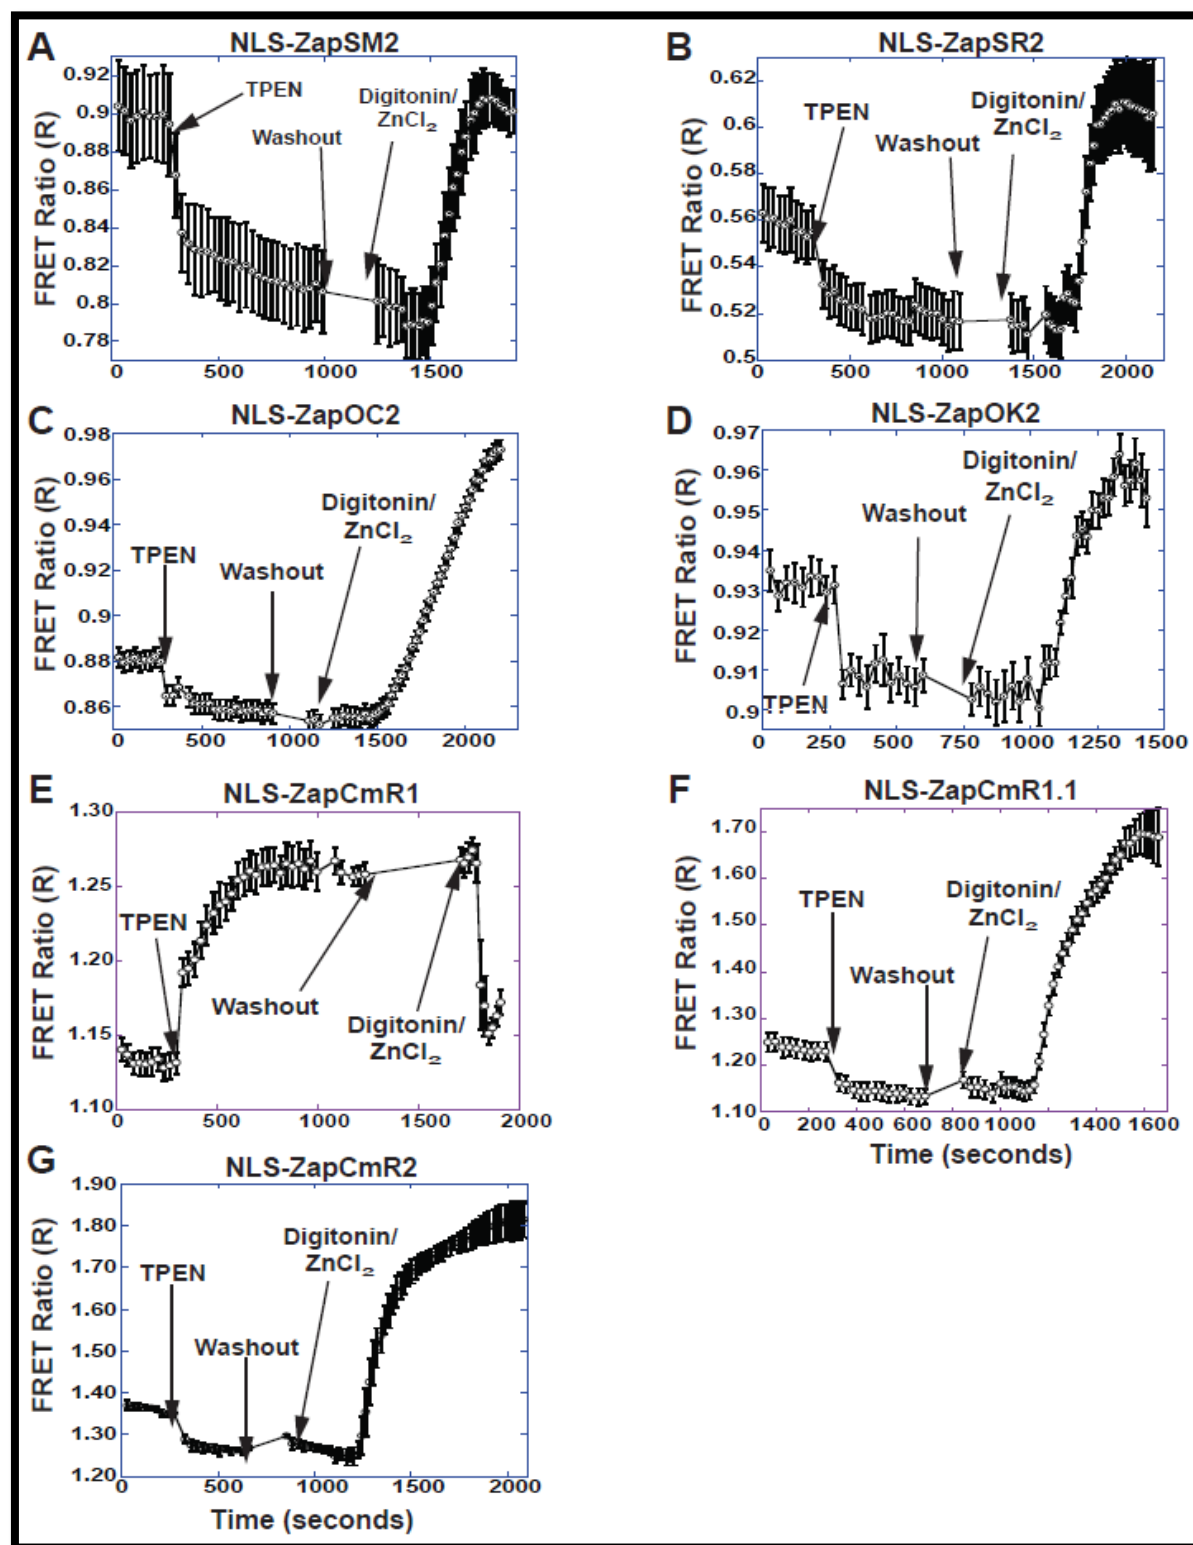 A
NLS-ZapSM2
FRET Ratio (R)
0.92
0.9
0.88
0.86
0.84
0.82
0.8
0.78
TPEN
Washout
Digitonin/
ZnCl₂
0
500
1000
1500
B
NLS-ZapSR2
FRET Ratio (R)
0.62
0.6
0.58
0.56
0.54
0.52
0.5
TPEN
Washout
Digitonin/
ZnCl₂
0
500
1000
1500
2000
C
NLS-ZapOC2
FRET Ratio (R)
0.98
0.96
0.94
0.92
0.9
0.88
0.86
TPEN
Washout
Digitonin/
ZnCl₂
0
500
1000
1500
2000
D
NLS-ZapOK2
FRET Ratio (R)
0.97
0.96
0.95
0.94
0.93
0.92
0.91
0.9
TPEN
Washout
Digitonin/
ZnCl₂
0
250
500
750
1000
1250
1500
E
NLS-ZapCmR1
FRET Ratio (R)
1.30
1.25
1.20
1.15
1.10
TPEN
Washout
Digitonin/
ZnCl₂
0
500
1000
1500
2000
F
NLS-ZapCmR1.1
FRET Ratio (R)
1.70
1.60
1.50
1.40
1.30
1.20
1.10
TPEN
Washout
Digitonin/
ZnCl₂
0
200
400
600
800
1000
1400
1600
Time (seconds)
G
NLS-ZapCmR2
FRET Ratio (R)
1.90
1.80
1.70
1.60
1.50
1.40
1.30
1.20
TPEN
Washout
Digitonin/
ZnCl₂
0
500
1000
1500
2000
Time (seconds)